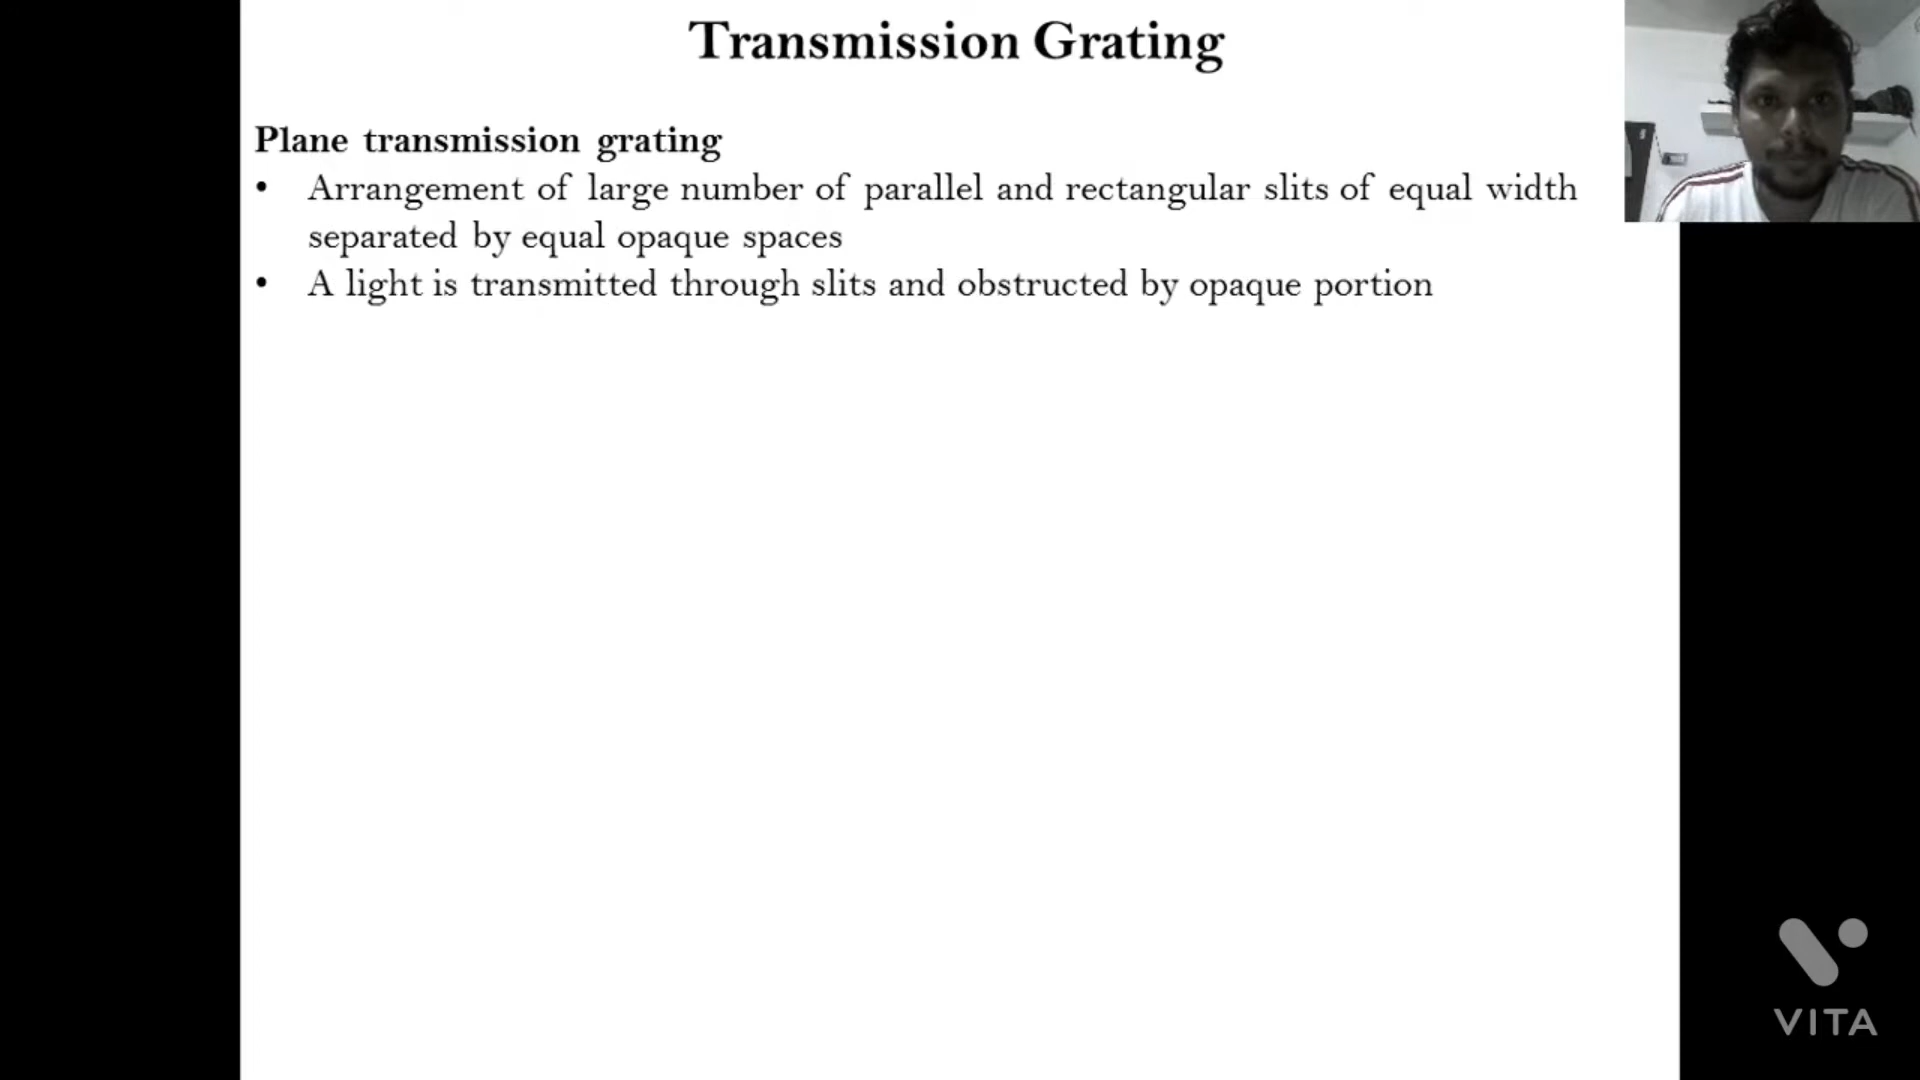 Transmission Grating
Plane transmission grating
• Arrangement of large number of parallel and rectangular slits of equal width
separated by equal opaque spaces
• A light is transmitted through slits and obstructed by opaque portion
VITA